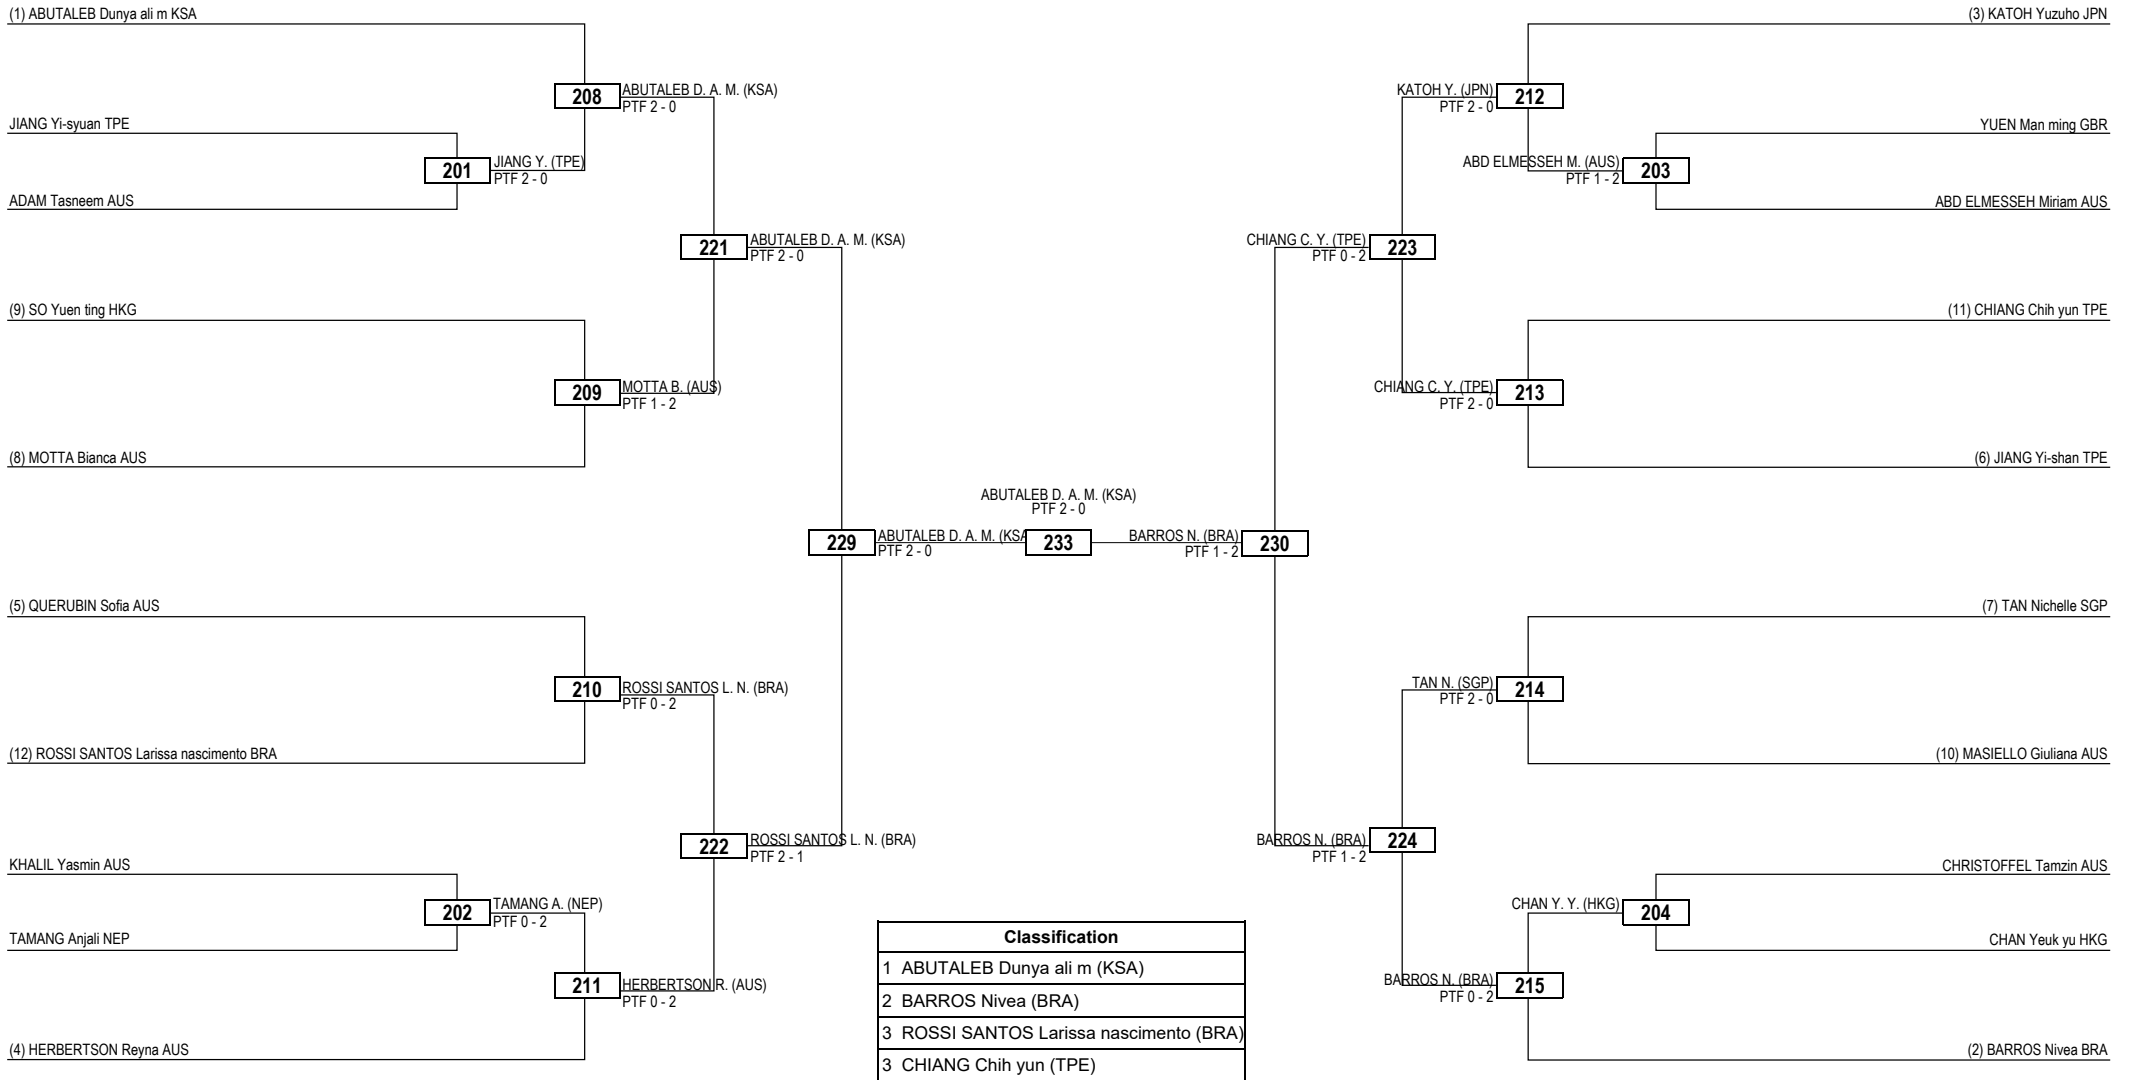 (1) ABUTALEB Dunya ali m KSA
208
ABUTALEB D. A. M. (KSA)
PTF 2 - 0
JIANG Yi-syuan TPE
201
JIANG Y. (TPE)
PTF 2 - 0
ADAM Tasneem AUS
221
ABUTALEB D. A. M. (KSA)
PTF 2 - 0
(9) SO Yuen ting HKG
209
MOTTA B. (AUS)
PTF 1 - 2
(8) MOTTA Bianca AUS
229
ABUTALEB D. A. M. (KSA
PTF 2 - 0
(5) QUERUBIN Sofia AUS
210
ROSSI SANTOS L. N. (BRA)
PTF 0 - 2
(12) ROSSI SANTOS Larissa nascimento BRA
222
ROSSI SANTOS L. N. (BRA)
PTF 2 - 1
KHALIL Yasmin AUS
202
TAMANG A. (NEP)
PTF 0 - 2
TAMANG Anjali NEP
211
HERBERTSON R. (AUS)
PTF 0 - 2
(4) HERBERTSON Reyna AUS
ABUTALEB D. A. M. (KSA)
PTF 2 - 0
233
(3) KATOH Yuzuho JPN
KATOH Y. (JPN)
PTF 2 - 0
212
YUEN Man ming GBR
ABD ELMESSEH M. (AUS)
PTF 1 - 2
203
ABD ELMESSEH Miriam AUS
CHIANG C. Y. (TPE)
PTF 0 - 2
223
(11) CHIANG Chih yun TPE
CHIANG C. Y. (TPE)
PTF 2 - 0
213
(6) JIANG Yi-shan TPE
BARROS N. (BRA)
PTF 1 - 2
230
(7) TAN Nichelle SGP
TAN N. (SGP)
PTF 2 - 0
214
(10) MASIELLO Giuliana AUS
BARROS N. (BRA)
PTF 1 - 2
224
CHRISTOFFEL Tamzin AUS
CHAN Y. Y. (HKG)
204
CHAN Yeuk yu HKG
BARROS N. (BRA)
PTF 0 - 2
215
(2) BARROS Nivea BRA
Classification
1 ABUTALEB Dunya ali m (KSA)
2 BARROS Nivea (BRA)
3 ROSSI SANTOS Larissa nascimento (BRA)
3 CHIANG Chih yun (TPE)